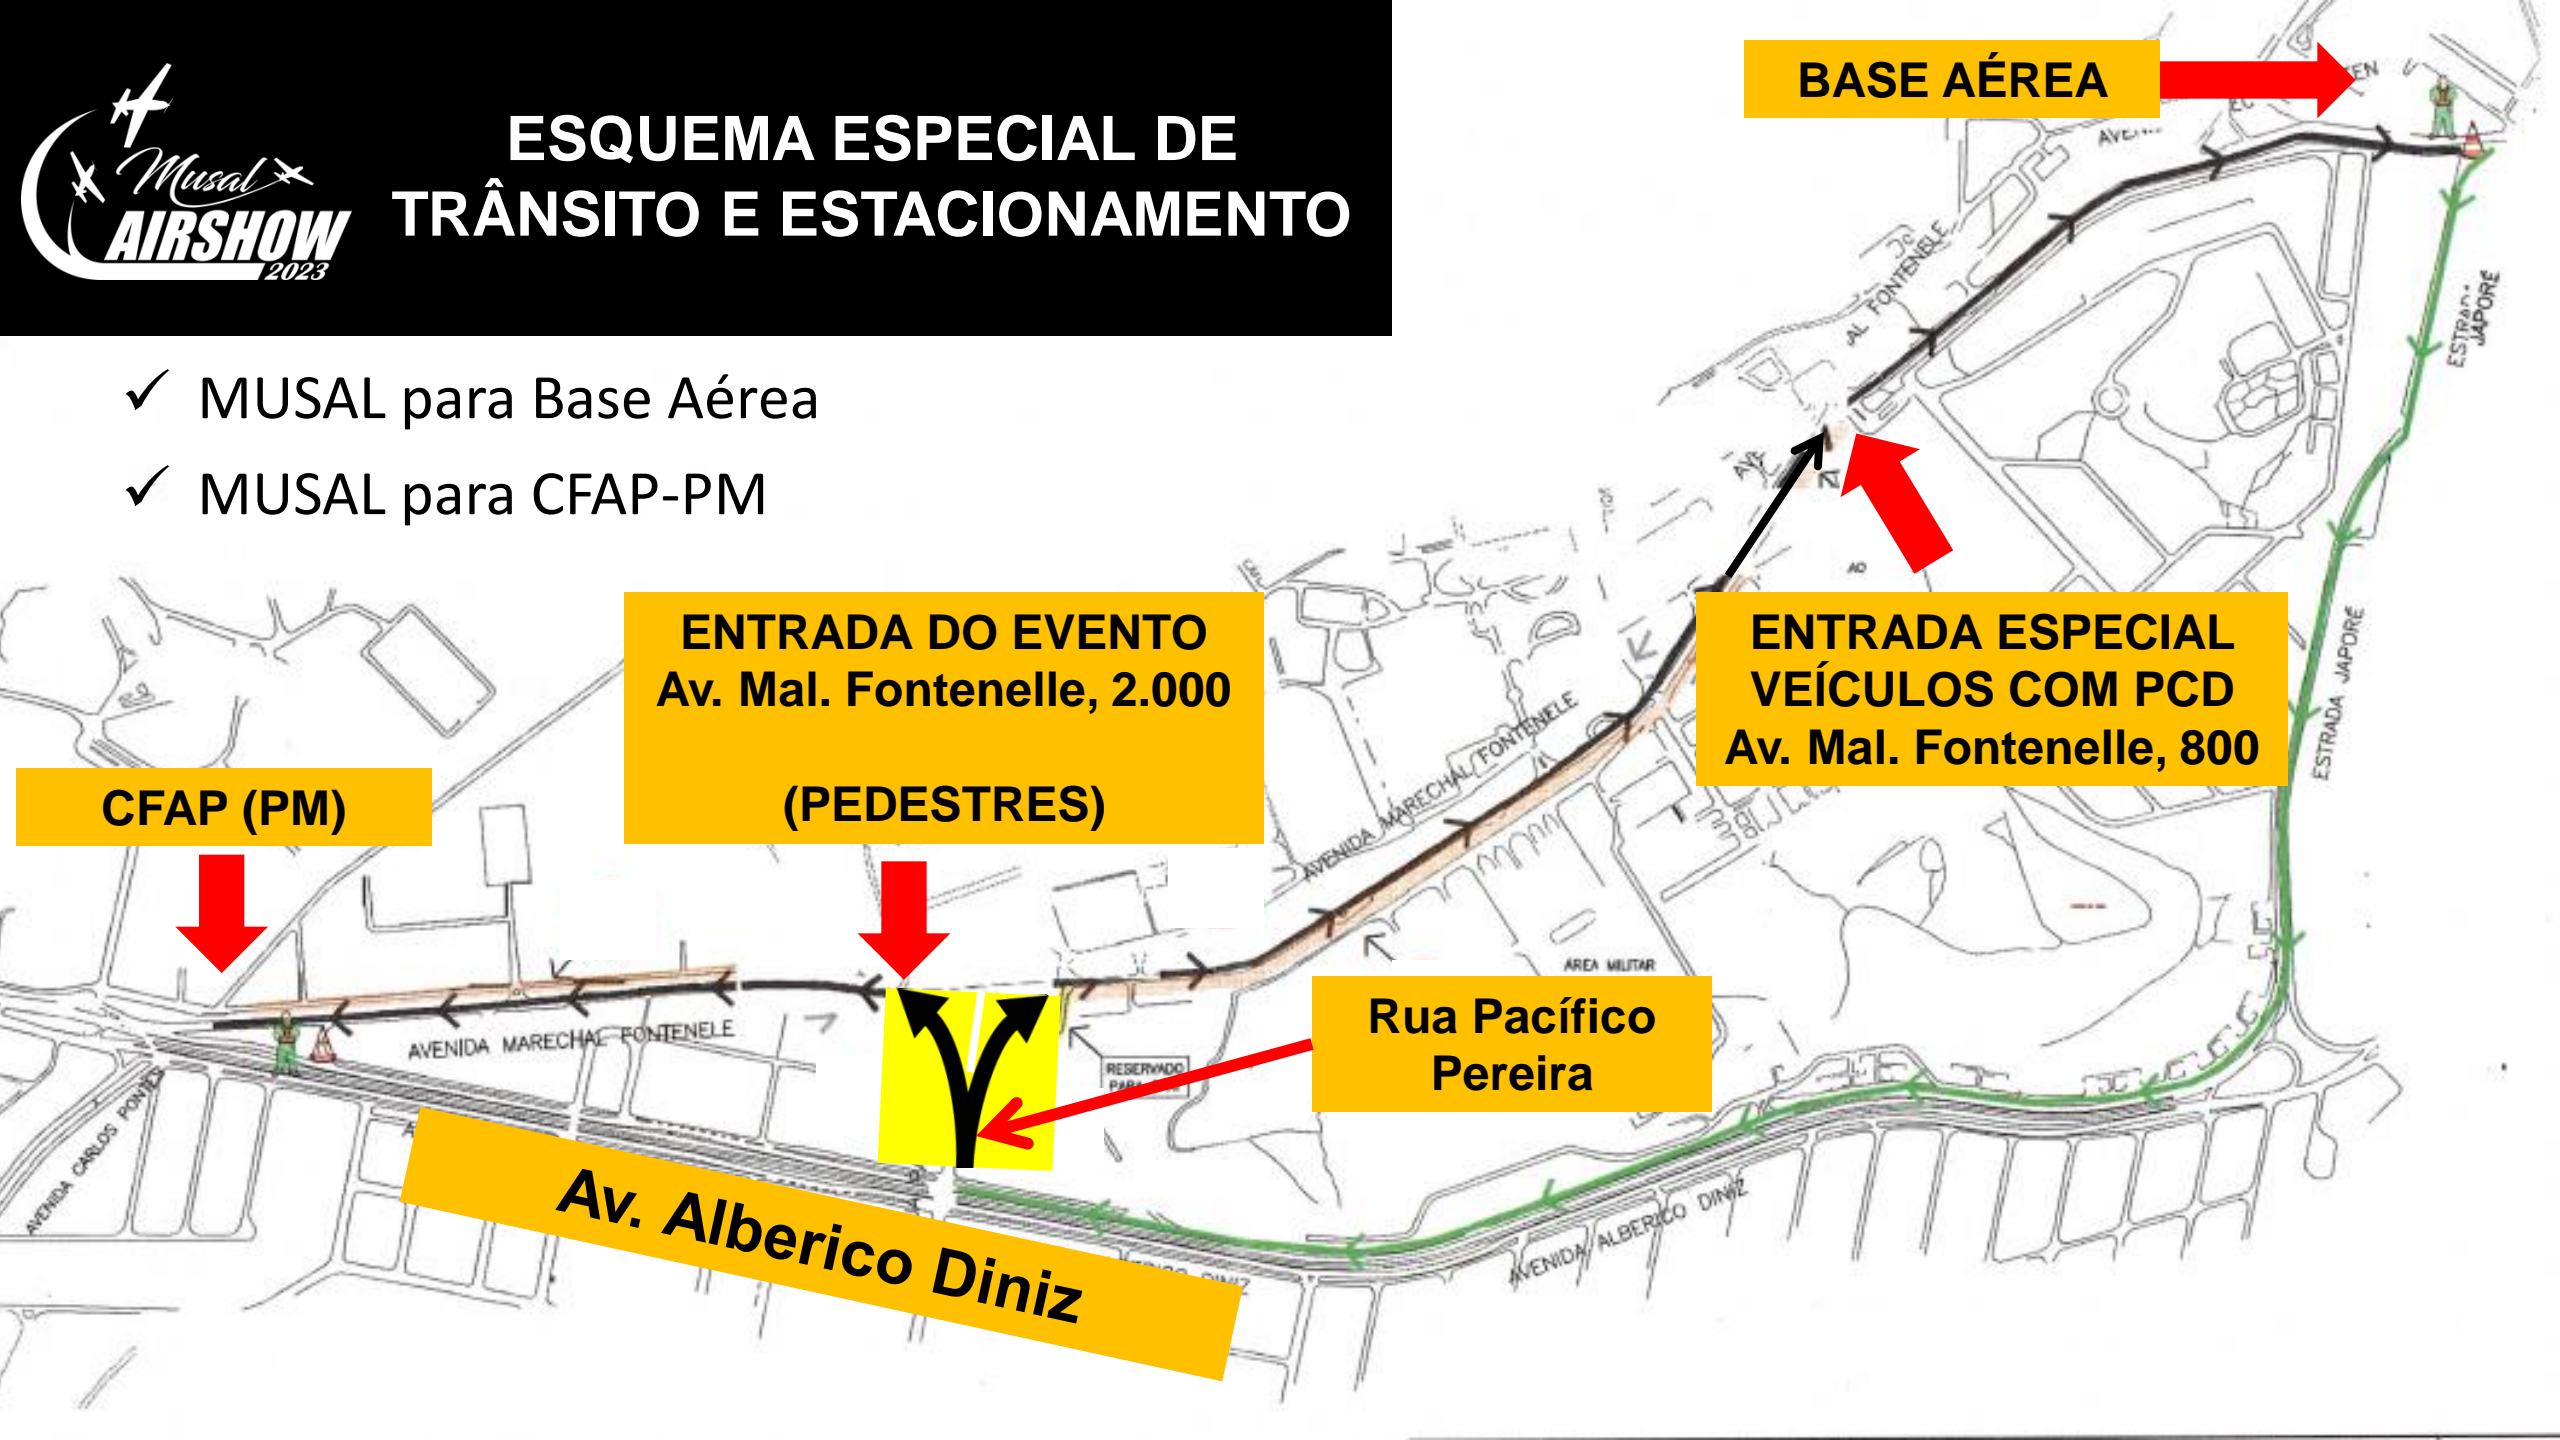 Musal
AIRSHOW
2023
ESQUEMA ESPECIAL DE
TRÂNSITO E ESTACIONAMENTO
BASE AÉREA
✓ MUSAL para Base Aérea
✓ MUSAL para CFAP-PM
AL FONTENELE
JAPORÉ
ENTRADA DO EVENTO
Av. Mal. Fontenelle, 2.000
(PEDESTRES)
ENTRADA ESPECIAL
VEÍCULOS COM PCD
Av. Mal. Fontenelle, 800
ESTRADA JAPORÉ
CFAP (PM)
AVENIDA MARECHAL FONTENELE
ÁREA MILITAR
Rua Pacífico
Pereira
AVENIDA MARECHAL FONTENELE
RESERVADO
AVENIDA CARLOS PONTES
Av. Alberico Diniz
AVENIDA ALBERICO DINIZ
DINIZ